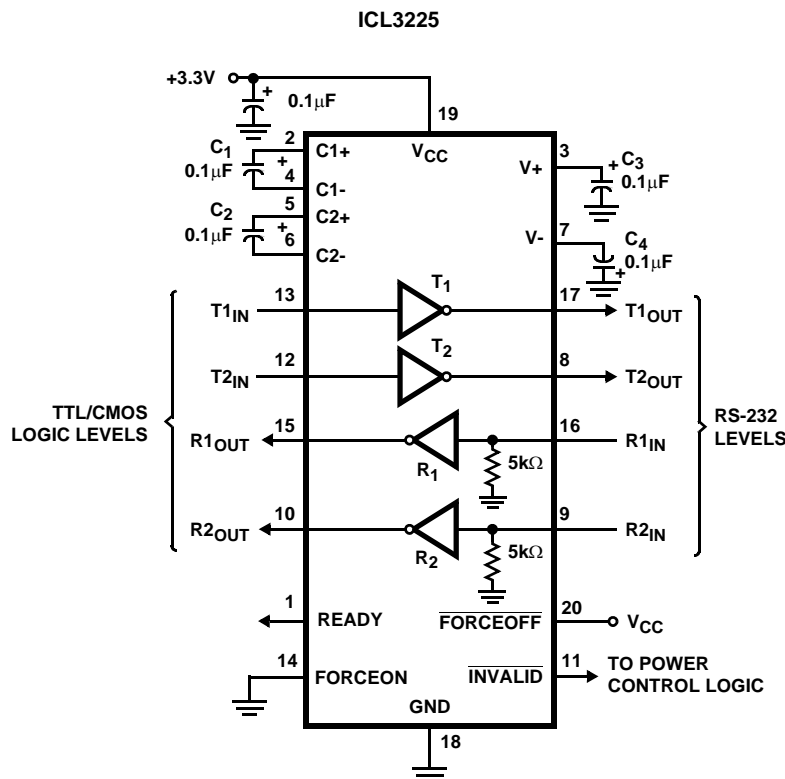 ICL3225
+3.3V
+
0.1µF
19
VCC
2
C1+
C1
0.1µF
+
4
C1-
5
C2+
C2
0.1µF
+
6
C2-
3
V+
+
C3
0.1µF
7
V-
C4
0.1µF
+
T1IN
13
T1
17
T1OUT
T2IN
12
T2
8
T2OUT
TTL/CMOS
LOGIC LEVELS
RS-232
LEVELS
R1OUT
15
R1
5kΩ
16
R1IN
R2OUT
10
R2
5kΩ
9
R2IN
1
READY
FORCEOFF
20
VCC
14
FORCEON
INVALID
11
TO POWER
CONTROL LOGIC
GND
18